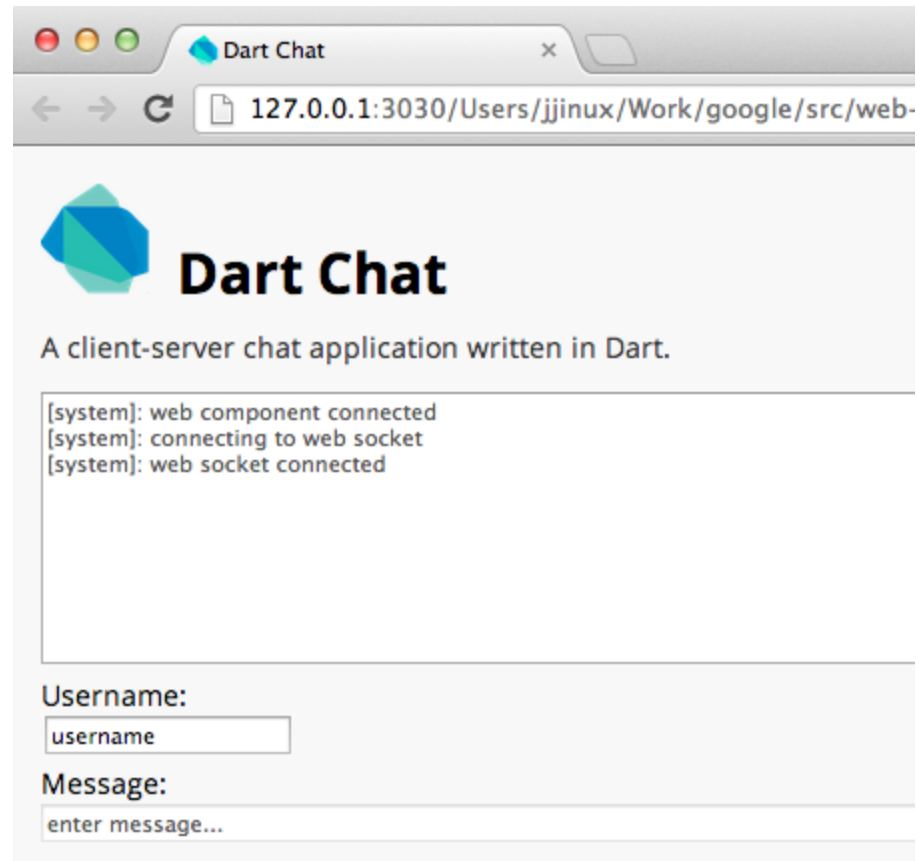 Dart Chat
127.0.0.1:3030/Users/jjinux/Work/google/src/web-
Dart Chat
A client-server chat application written in Dart.
[system]: web component connected
[system]: connecting to web socket
[system]: web socket connected
Username:
username
Message:
enter message...